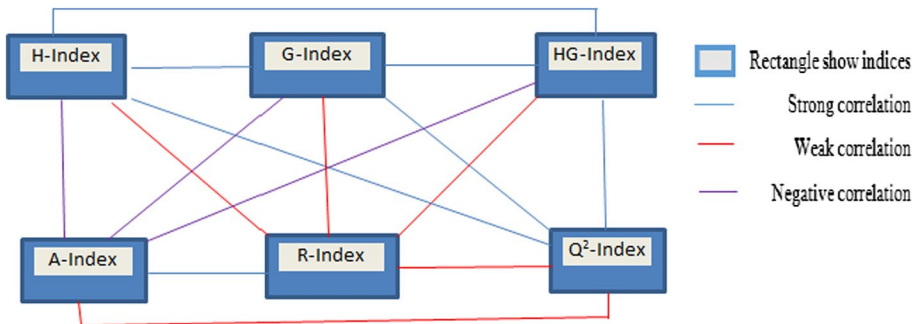 H-Index
G-Index
HG-Index
Rectangle show indices
Strong correlation
Weak correlation
Negative correlation
A-Index
R-Index
Q²-Index